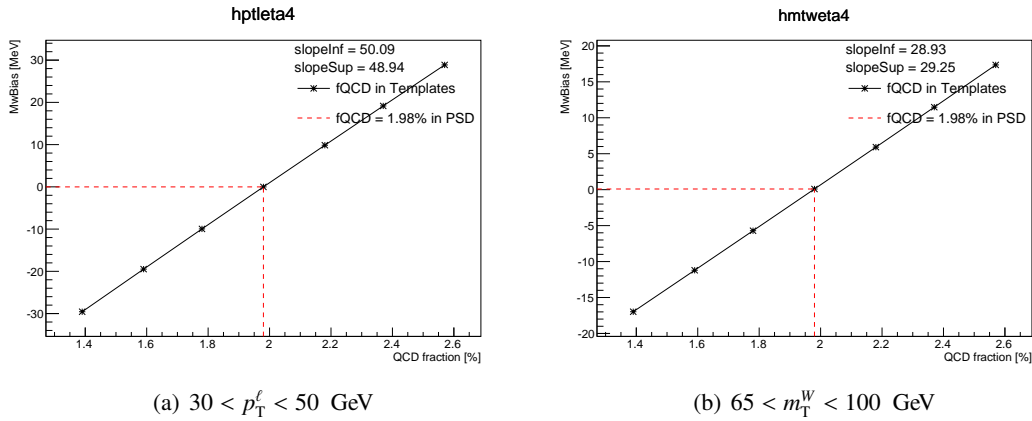 hptleta4
MwBias [MeV]
30
20
10
0
-10
-20
-30
slopeInf = 50.09
slopeSup = 48.94
fQCD in Templates
fQCD = 1.98% in PSD
1.4 1.6 1.8 2 2.2 2.4 2.6
QCD fraction [%]
(a) 30 < p_T^ℓ < 50 GeV
hmtweta4
MwBias [MeV]
20
15
10
5
0
-5
-10
-15
-20
slopeInf = 28.93
slopeSup = 29.25
fQCD in Templates
fQCD = 1.98% in PSD
1.4 1.6 1.8 2 2.2 2.4 2.6
QCD fraction [%]
(b) 65 < m_T^W < 100 GeV